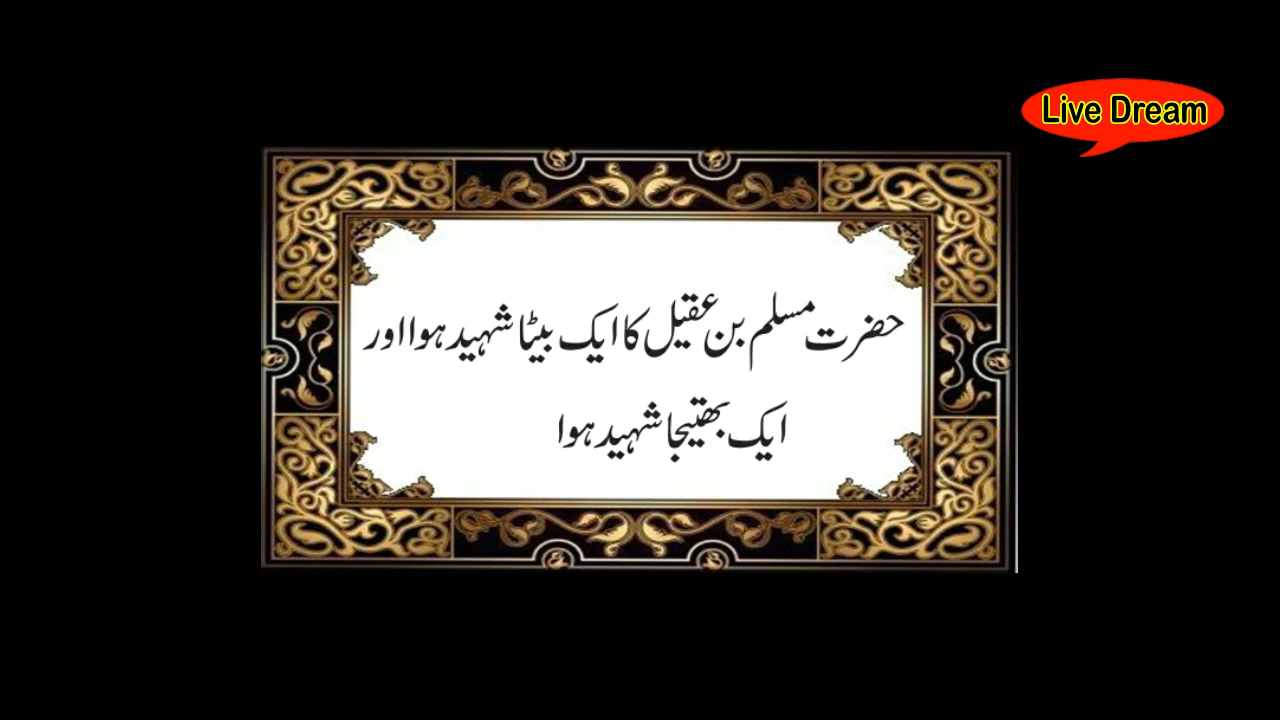 Live Dream
حضرت مسلم بن عقیل کا ایک بیٹا شہید ہوا اور
ایک بھتیجا شہید ہوا